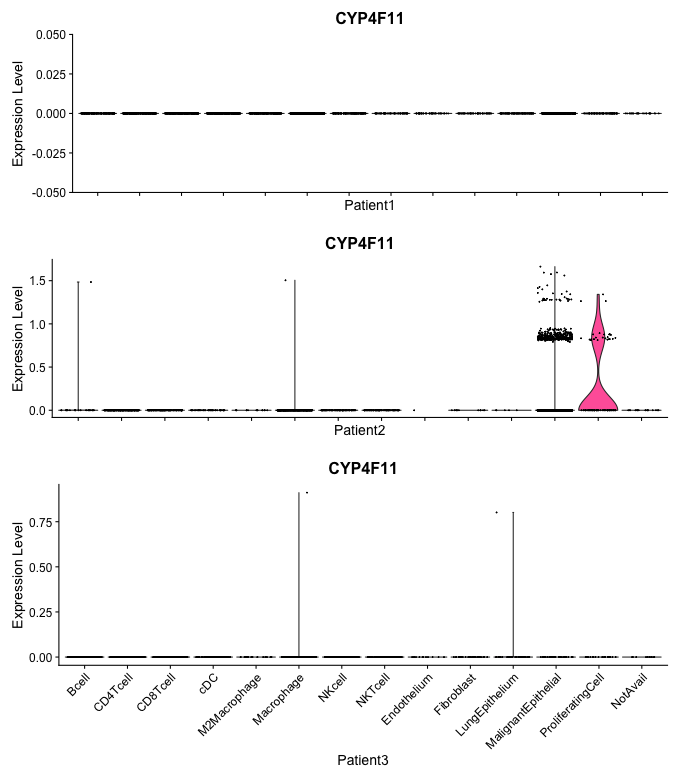 CYP4F11
Expression Level
0.050
0.025
0.000
-0.025
-0.050
Patient1
CYP4F11
Expression Level
1.5
1.0
0.5
0.0
Patient2
CYP4F11
Expression Level
0.75
0.50
0.25
0.00
Bcell
CD4Tcell
CD8Tcell
cDC
M2Macrophage
Macrophage
NKcell
NKTcell
Endothelium
Fibroblast
LungEpithelium
MalignantEpithelial
ProliferatingCell
NotAvail
Patient3